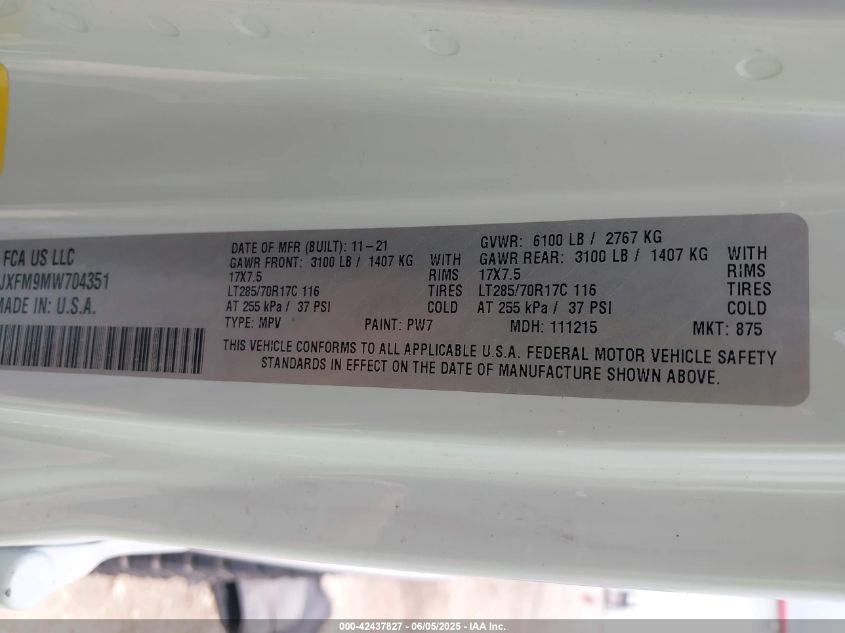 FCA US LLC
JXFM9MW704351
MADE IN: U.S.A.
DATE OF MFR (BUILT): 11-21
GAWR FRONT: 3100 LB / 1407 KG WITH
17X7.5 RIMS
LT285/70R17C 116 TIRES
AT 255 kPa / 37 PSI COLD
TYPE: MPV PAINT: PW7
GVWR: 6100 LB / 2767 KG
GAWR REAR: 3100 LB / 1407 KG WITH
17X7.5 RIMS
LT285/70R17C 116 TIRES
AT 255 kPa / 37 PSI COLD
MDH: 111215 MKT: 875
THIS VEHICLE CONFORMS TO ALL APPLICABLE U.S.A. FEDERAL MOTOR VEHICLE SAFETY
STANDARDS IN EFFECT ON THE DATE OF MANUFACTURE SHOWN ABOVE.
000-42437827 - 06/05/2025 - IAA Inc.